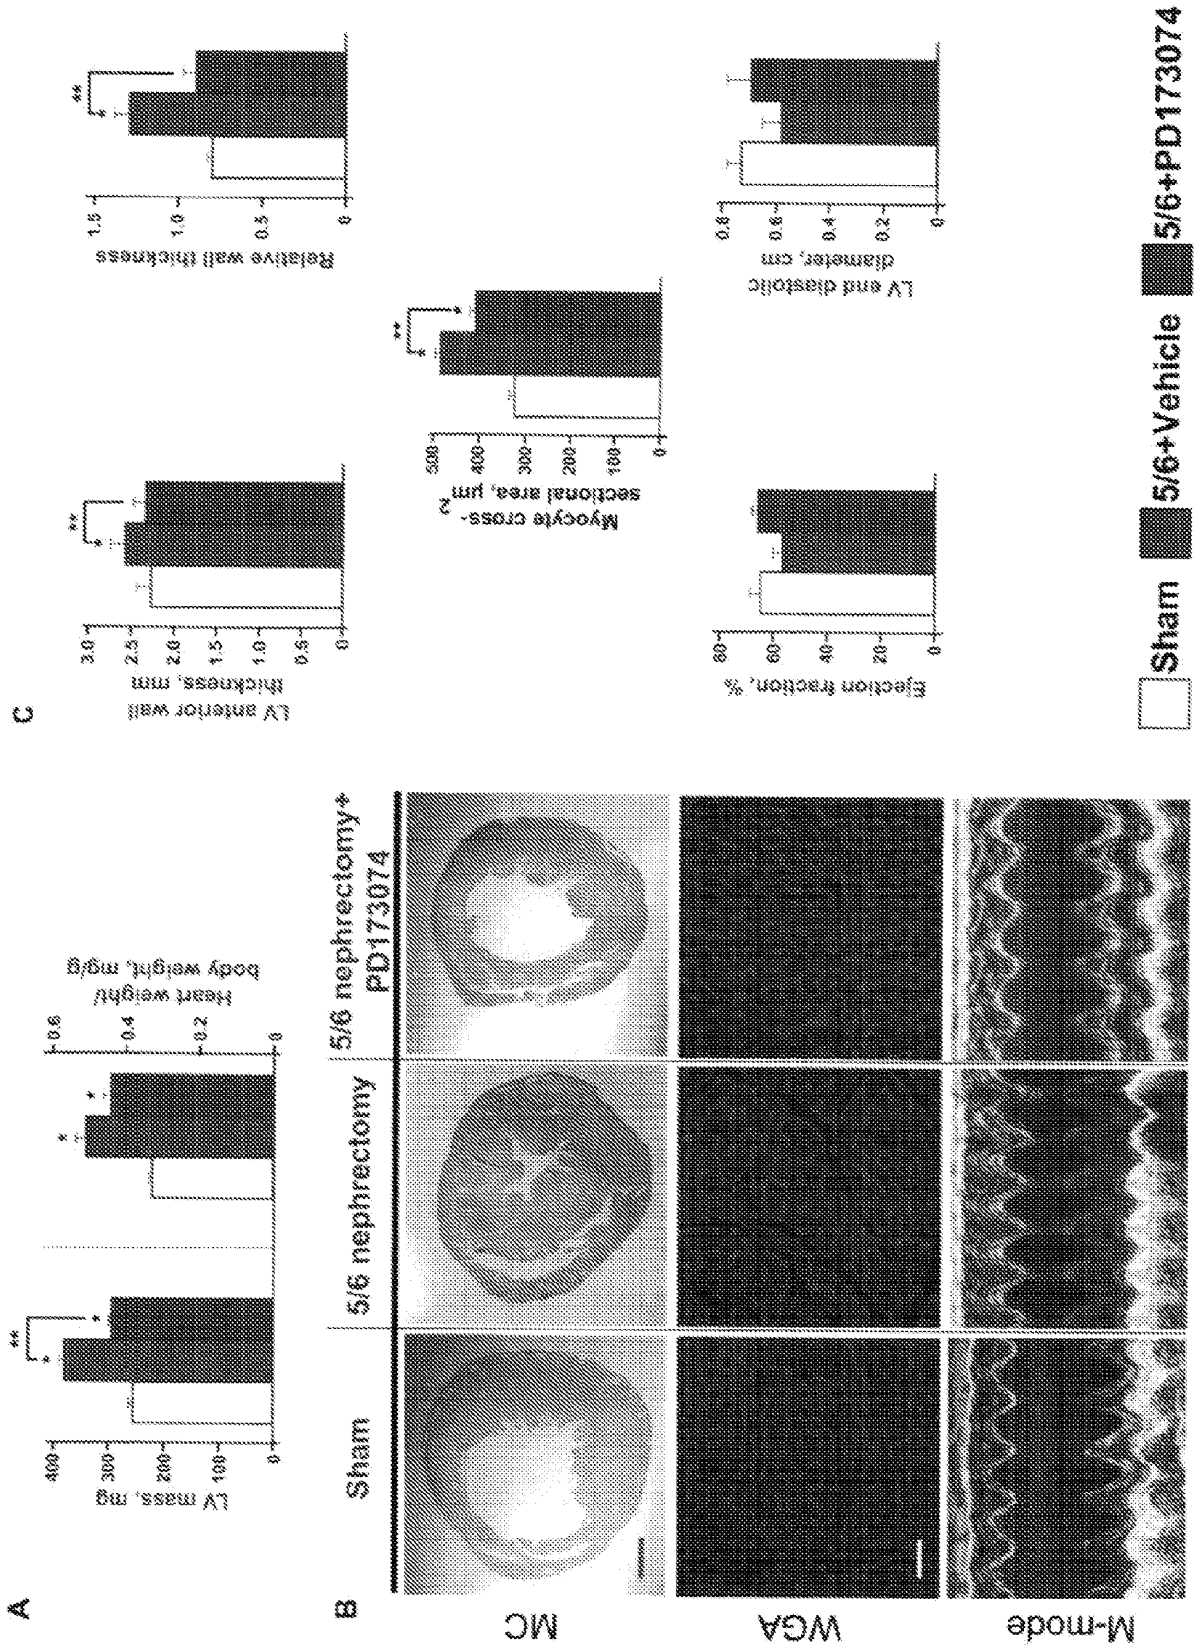 A
LV mass, mg
400
300
200
100
0
**
*
*
Heart weight/
body weight, mg/g
0.6
0.4
0.2
0
*
*
B
Sham
5/6 nephrectomy
5/6 nephrectomy+
PD173074
MC
WGA
M-mode
C
LV anterior wall
thickness, mm
3.0
2.5
2.0
1.5
1.0
0.5
0
**
*
Relative wall thickness
1.5
1.0
0.5
0
**
*
Myocyte cross-
sectional area, µm2
500
400
300
200
100
0
**
*
*
Ejection fraction, %
80
60
40
20
0
LV end diastolic
diameter, cm
0.8
0.6
0.4
0.2
0
Sham
5/6+Vehicle
5/6+PD173074